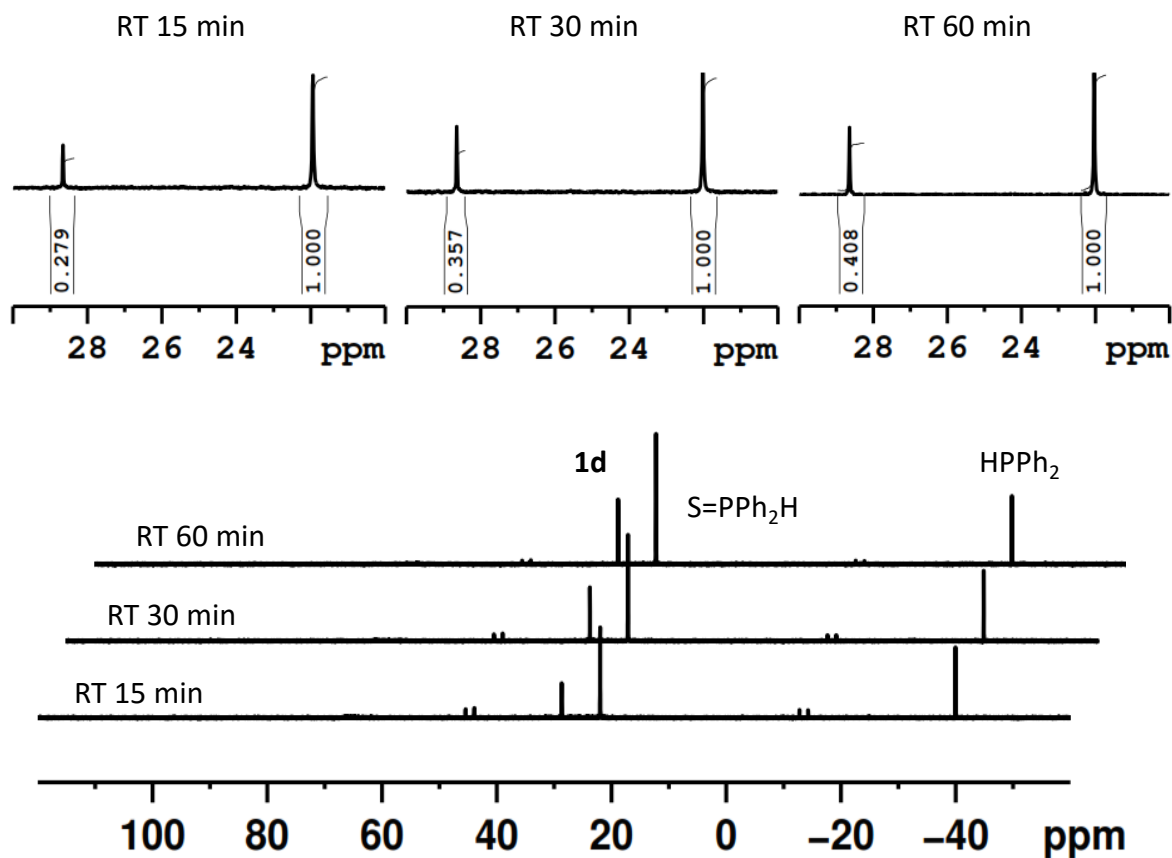 RT 15 min RT 30 min RT 60 min
0.279 1.000 0.357 1.000 0.408 1.000
28 26 24 ppm 28 26 24 ppm 28 26 24 ppm
1d HPPh₂
S=PPh₂H
RT 60 min
RT 30 min
RT 15 min
100 80 60 40 20 0 −20 −40 ppm